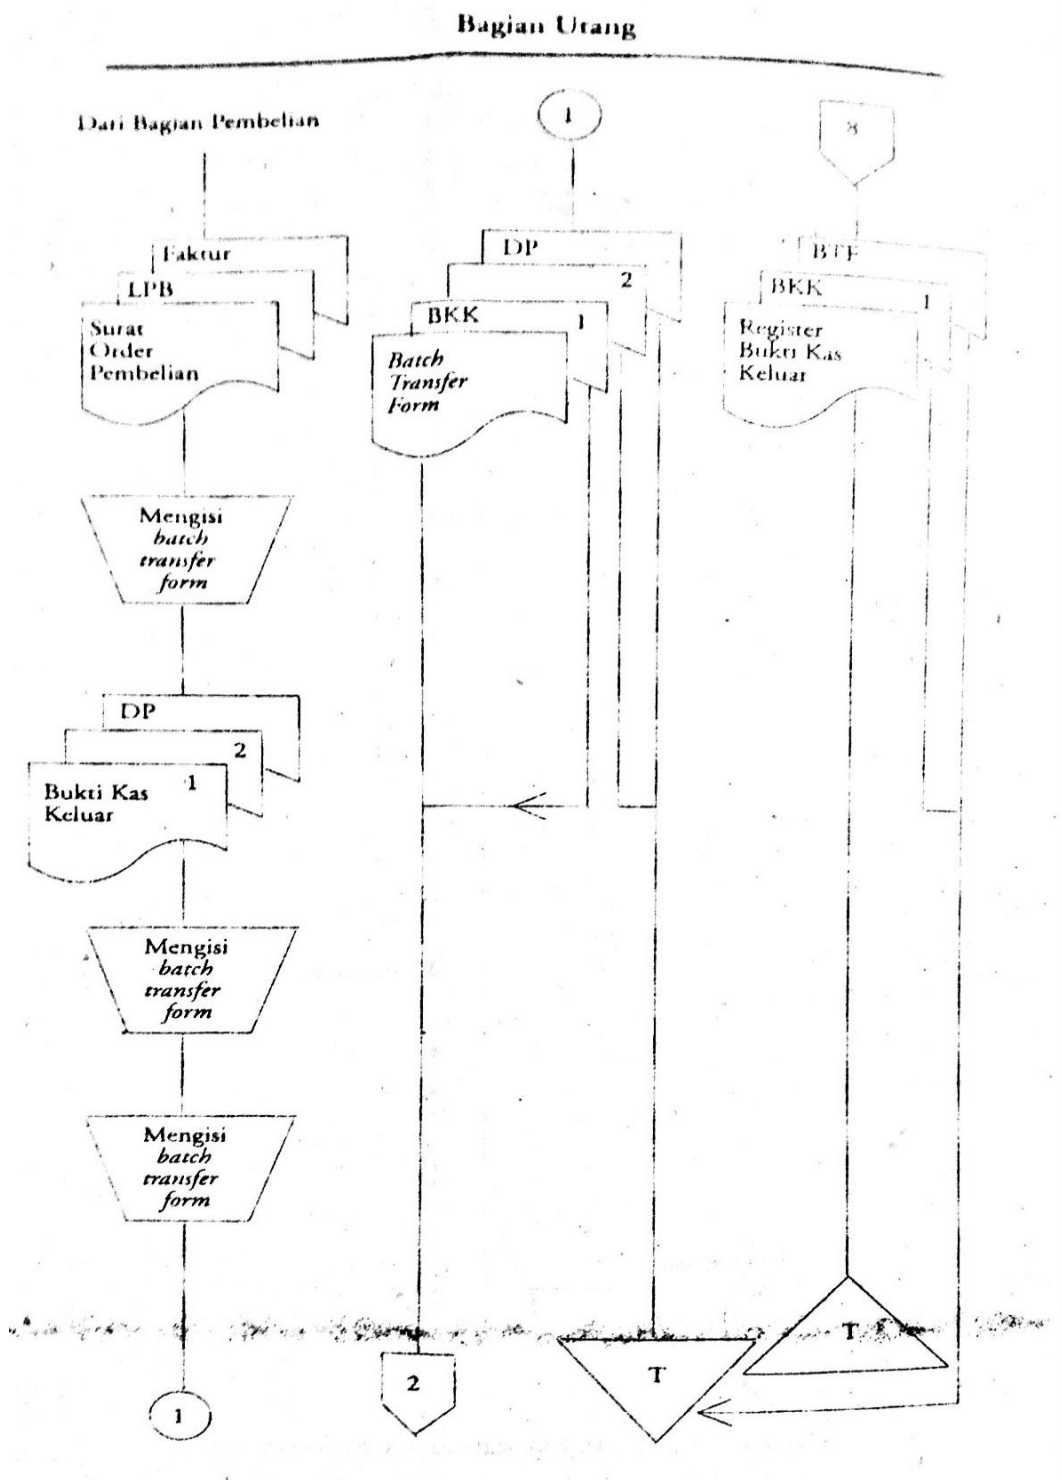 Bagian Utang
Dari Bagian Pembelian
Faktur
LPB
Surat
Order
Pembelian
Mengisi
batch
transfer
form
DP
2
1
Bukti Kas
Keluar
Mengisi
batch
transfer
form
Mengisi
batch
transfer
form
1
1
DP
2
BKK
1
Batch
Transfer
Form
2
T
8
BTF
BKK
1
Register
Bukti Kas
Keluar
T